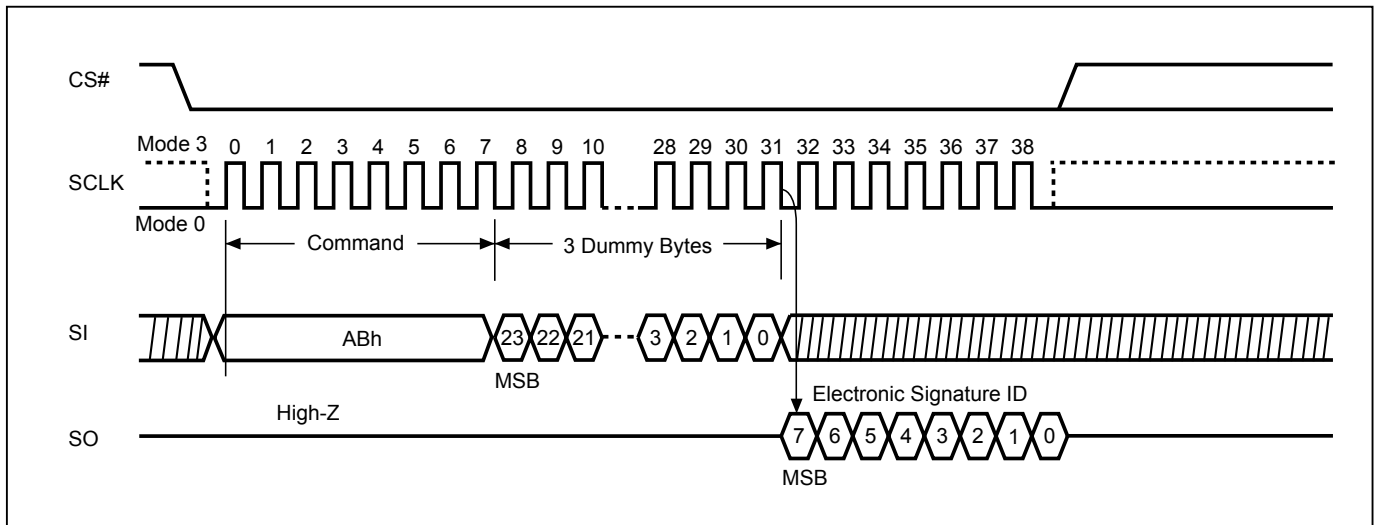 CS#
Mode 3
0 1 2 3 4 5 6 7 8 9 10 28 29 30 31 32 33 34 35 36 37 38
SCLK
Mode 0
Command
3 Dummy Bytes
SI
ABh
23 22 21 3 2 1 0
MSB
Electronic Signature ID
High-Z
SO
7 6 5 4 3 2 1 0
MSB